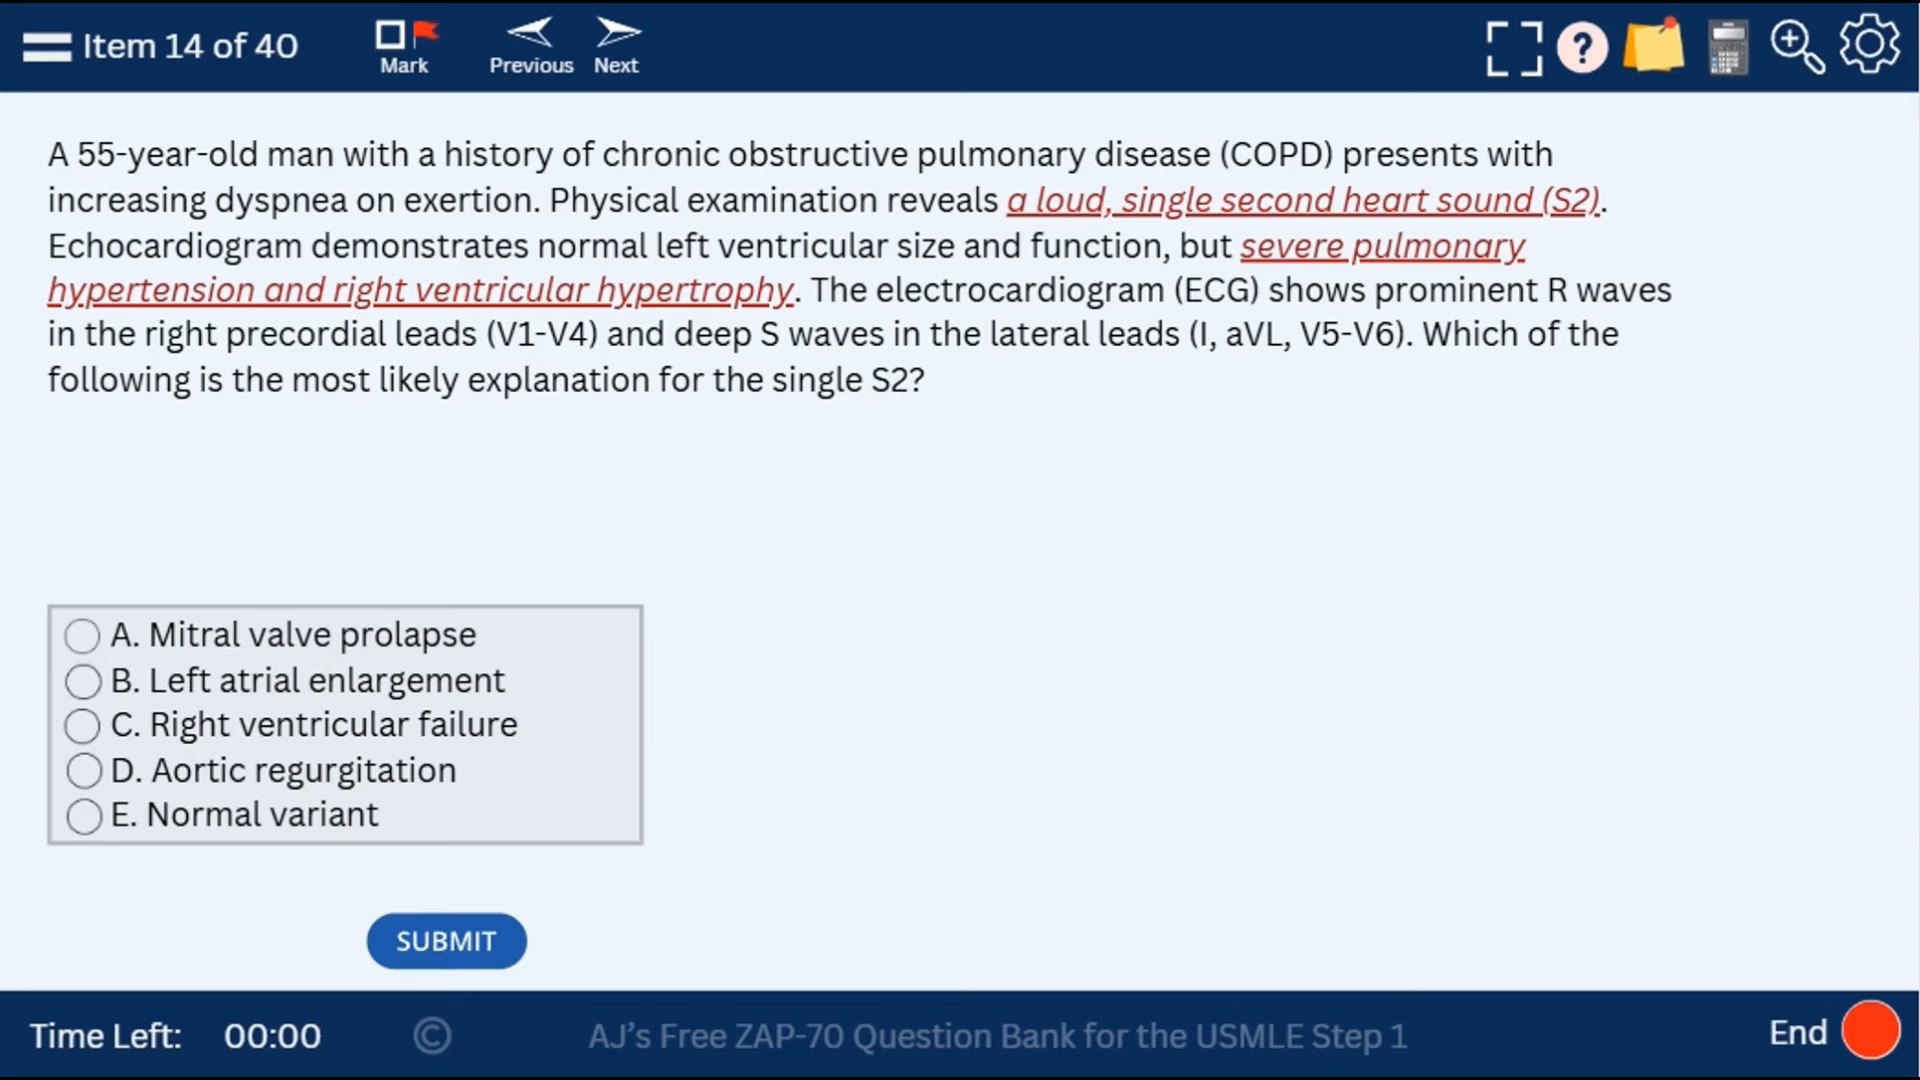 Item 14 of 40
Mark
Previous
Next
?
A 55-year-old man with a history of chronic obstructive pulmonary disease (COPD) presents with
increasing dyspnea on exertion. Physical examination reveals a loud, single second heart sound (S2).
Echocardiogram demonstrates normal left ventricular size and function, but severe pulmonary
hypertension and right ventricular hypertrophy. The electrocardiogram (ECG) shows prominent R waves
in the right precordial leads (V1-V4) and deep S waves in the lateral leads (I, aVL, V5-V6). Which of the
following is the most likely explanation for the single S2?
A. Mitral valve prolapse
B. Left atrial enlargement
C. Right ventricular failure
D. Aortic regurgitation
E. Normal variant
SUBMIT
Time Left: 00:00
© AJ's Free ZAP-70 Question Bank for the USMLE Step 1
End